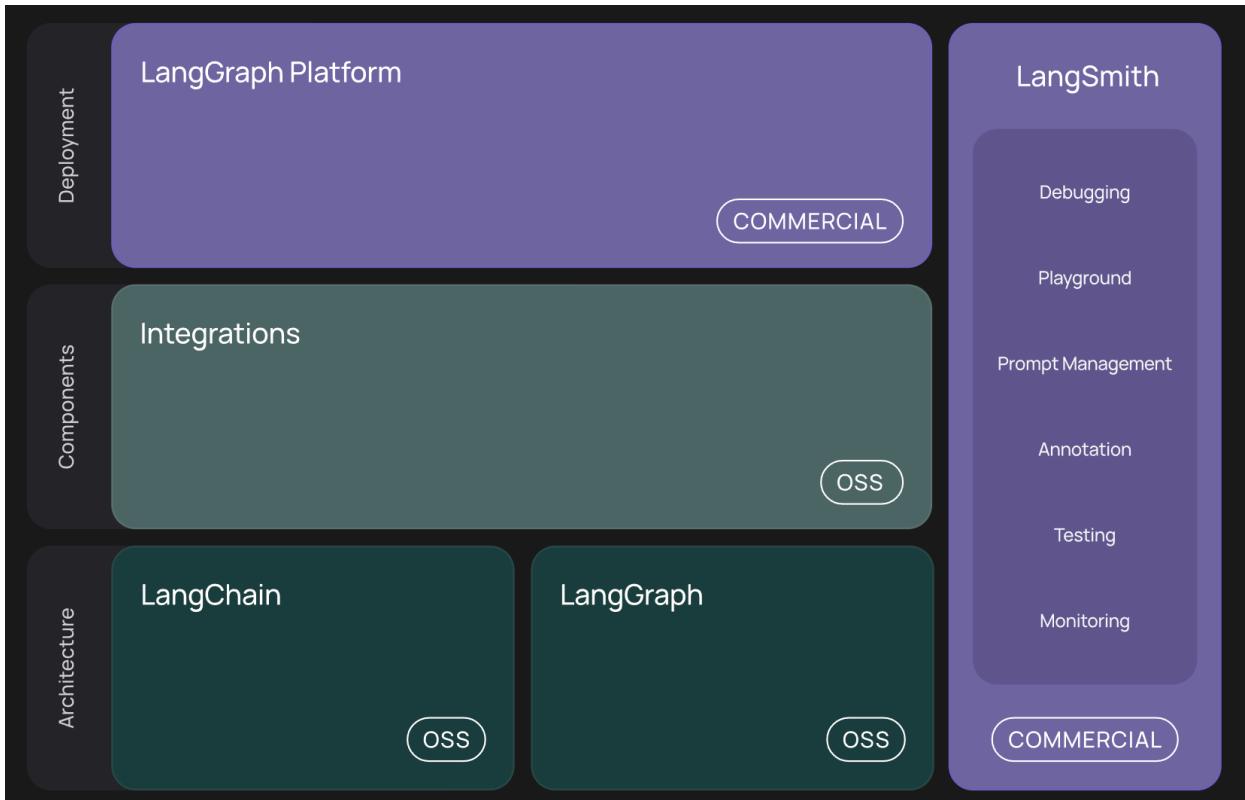 Deployment
LangGraph Platform
COMMERCIAL
Components
Integrations
OSS
Architecture
LangChain
OSS
LangGraph
OSS
LangSmith
Debugging
Playground
Prompt Management
Annotation
Testing
Monitoring
COMMERCIAL